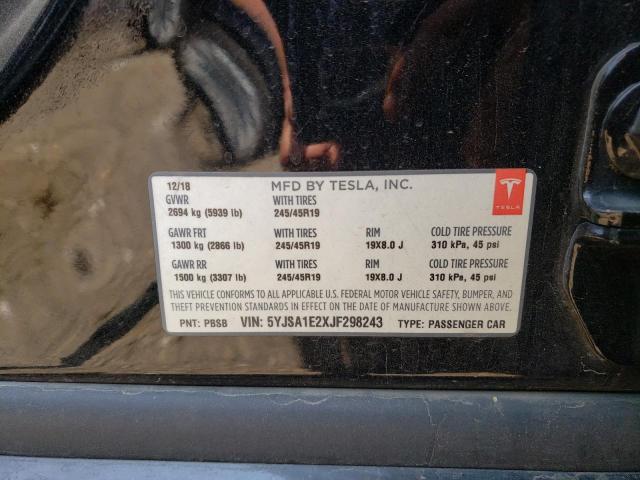 12/18 MFD BY TESLA, INC.
GVWR WITH TIRES
2694 kg (5939 lb) 245/45R19
TESLA
GAWR FRT WITH TIRES RIM COLD TIRE PRESSURE
1300 kg (2866 lb) 245/45R19 19X8.0 J 310 kPa, 45 psi
GAWR RR WITH TIRES RIM COLD TIRE PRESSURE
1500 kg (3307 lb) 245/45R19 19X8.0 J 310 kPa, 45 psi
THIS VEHICLE CONFORMS TO ALL APPLICABLE U.S. FEDERAL MOTOR VEHICLE SAFETY, BUMPER, AND
THEFT PREVENTION STANDARDS IN EFFECT ON THE DATE OF MANUFACTURE SHOWN ABOVE.
PNT: PBSB VIN: 5YJSA1E2XJF298243 TYPE: PASSENGER CAR